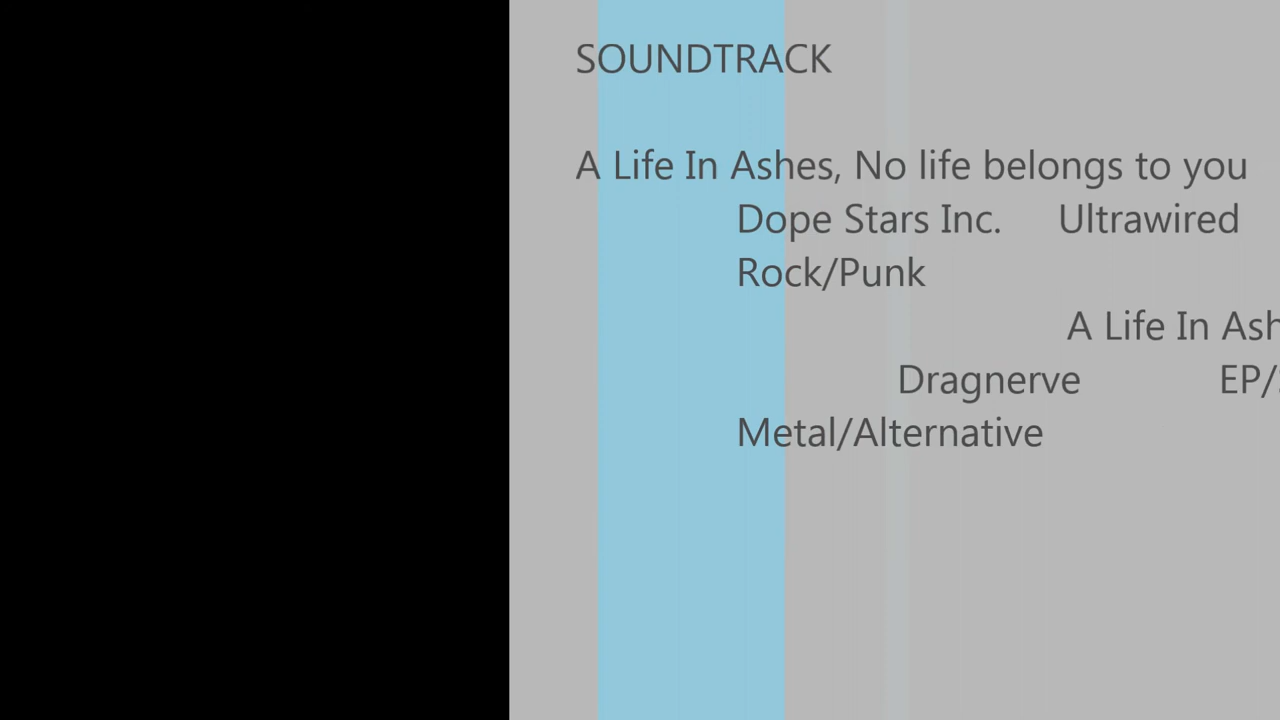 SOUNDTRACK
A Life In Ashes, No life belongs to you
Dope Stars Inc. Ultrawired
Rock/Punk
A Life In Ash
Dragnerve EP/
Metal/Alternative